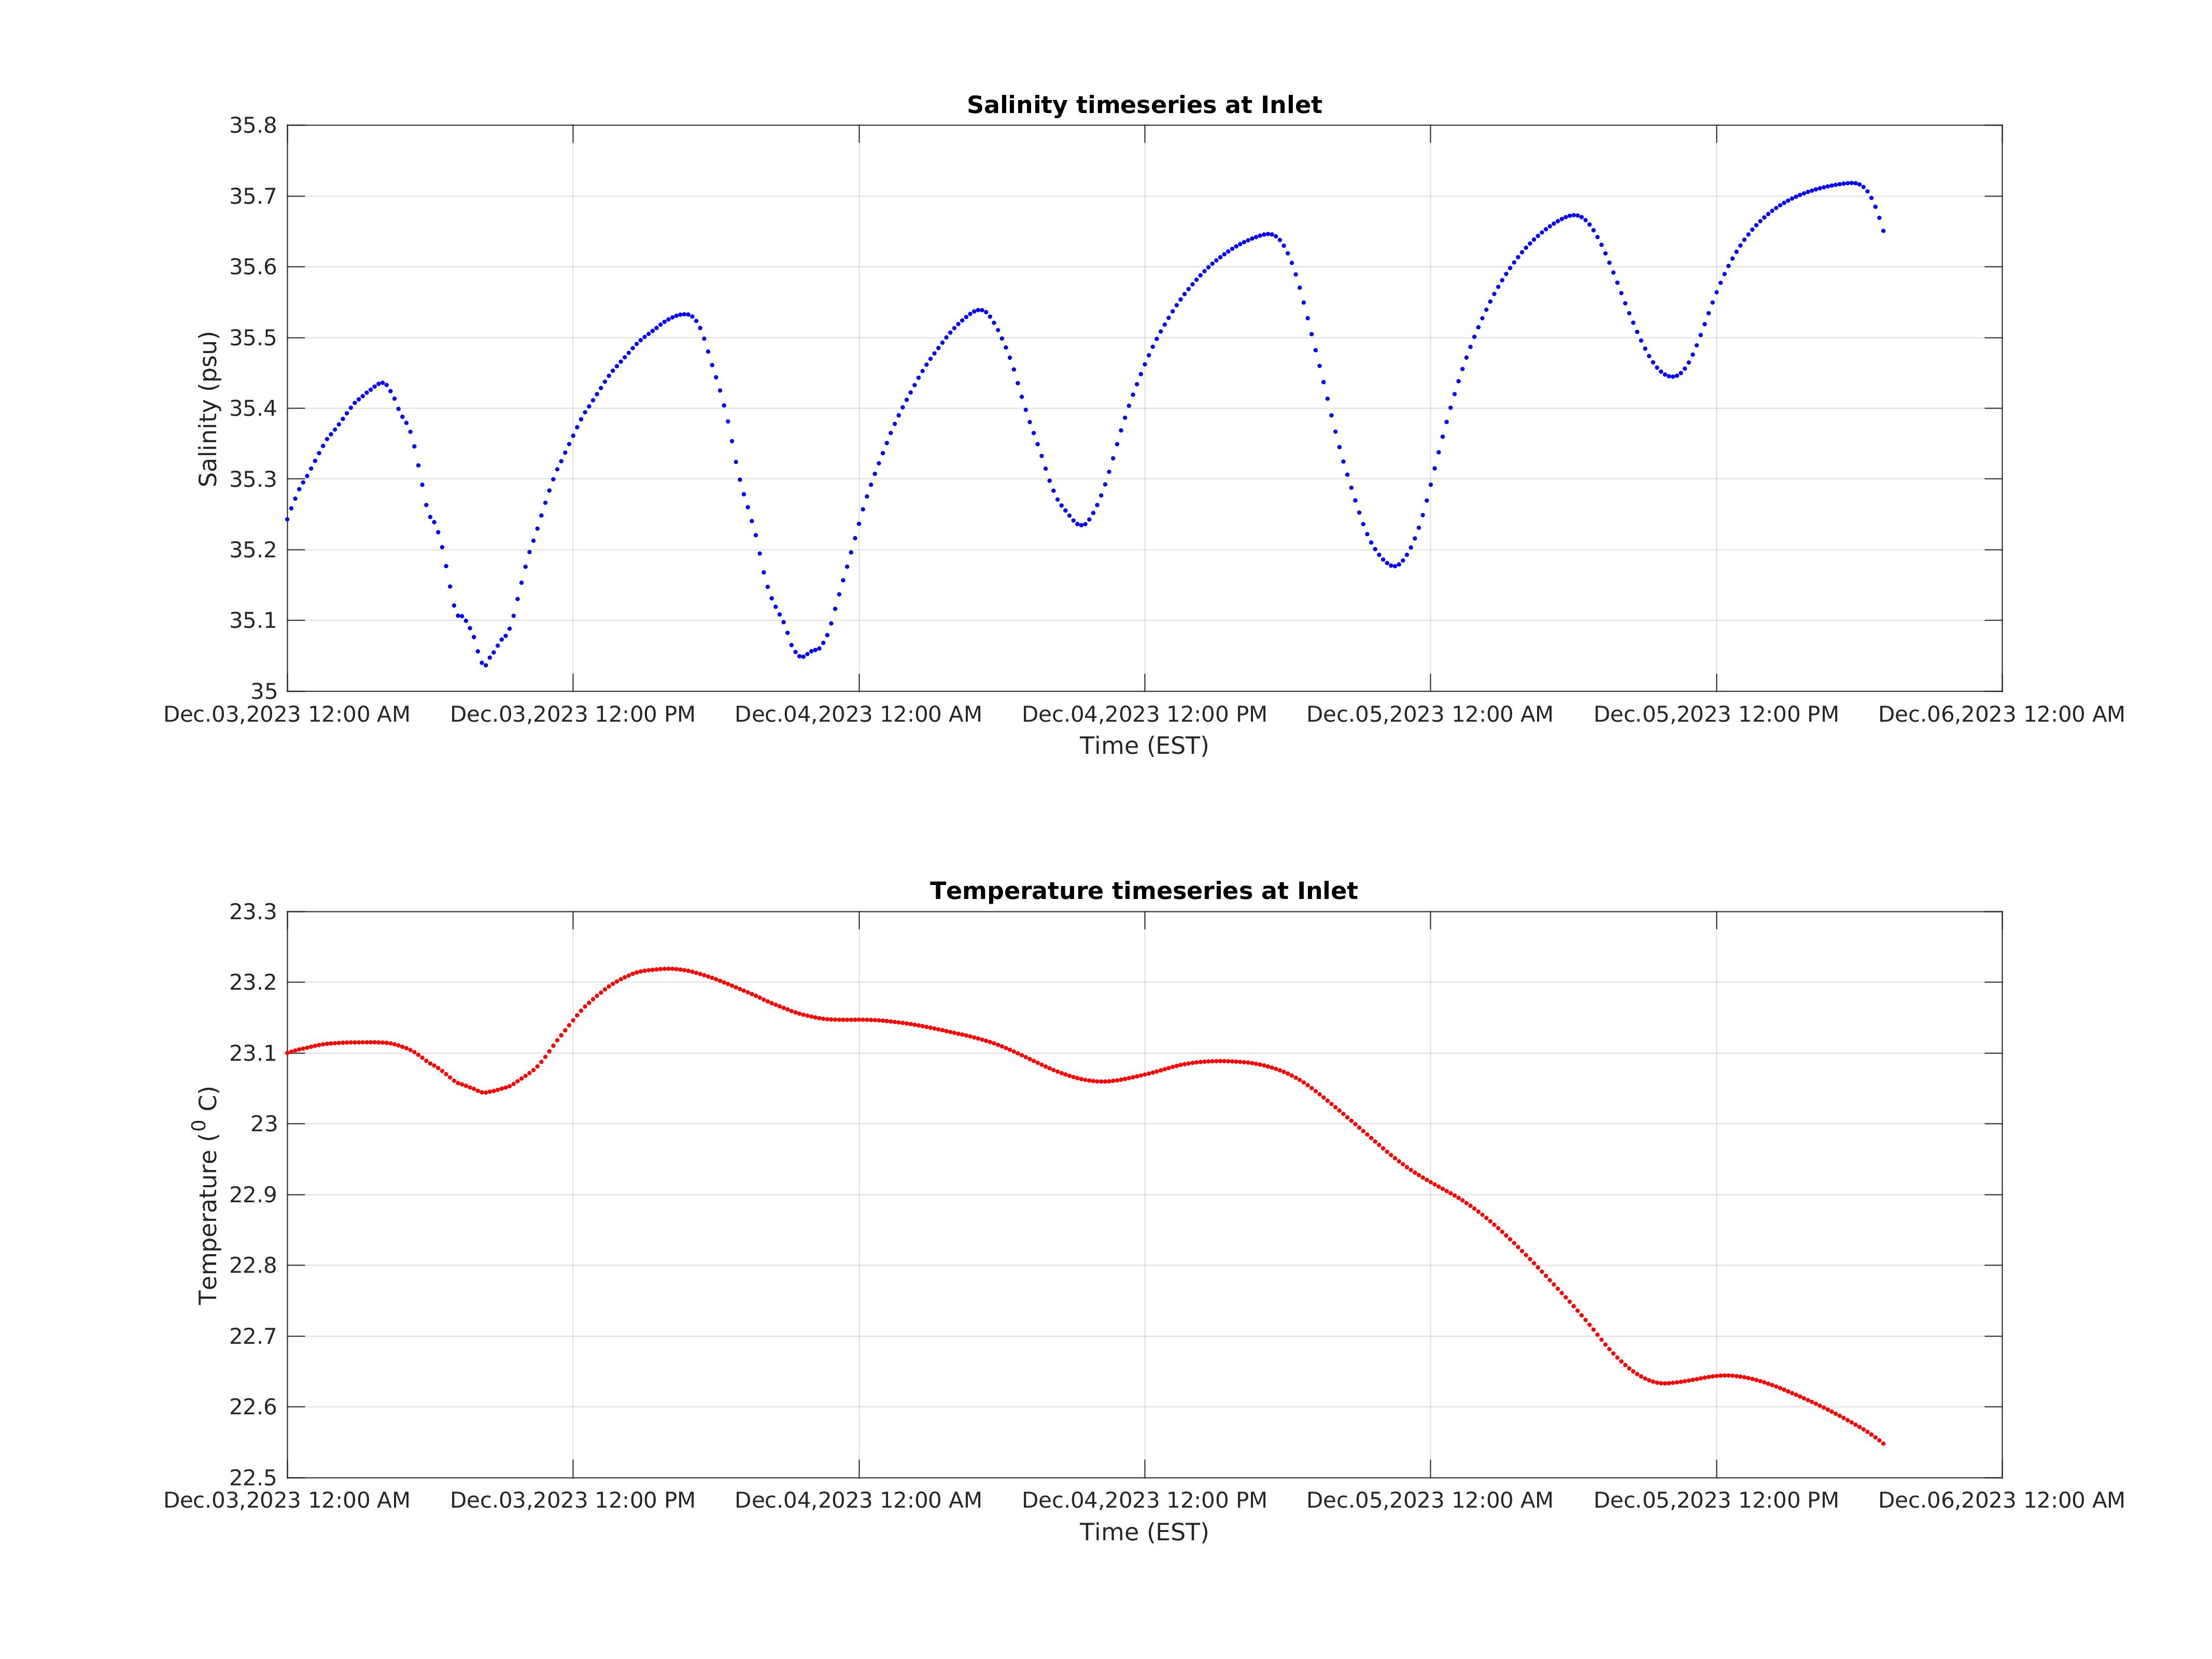 Salinity timeseries at Inlet
35.8
35.7
35.6
35.5
35.4
35.3
35.2
35.1
35
Salinity (psu)
Dec.03,2023 12:00 AM Dec.03,2023 12:00 PM Dec.04,2023 12:00 AM Dec.04,2023 12:00 PM Dec.05,2023 12:00 AM Dec.05,2023 12:00 PM Dec.06,2023 12:00 AM
Time (EST)
Temperature timeseries at Inlet
23.3
23.2
23.1
23
22.9
22.8
22.7
22.6
22.5
Temperature (⁰ C)
Dec.03,2023 12:00 AM Dec.03,2023 12:00 PM Dec.04,2023 12:00 AM Dec.04,2023 12:00 PM Dec.05,2023 12:00 AM Dec.05,2023 12:00 PM Dec.06,2023 12:00 AM
Time (EST)